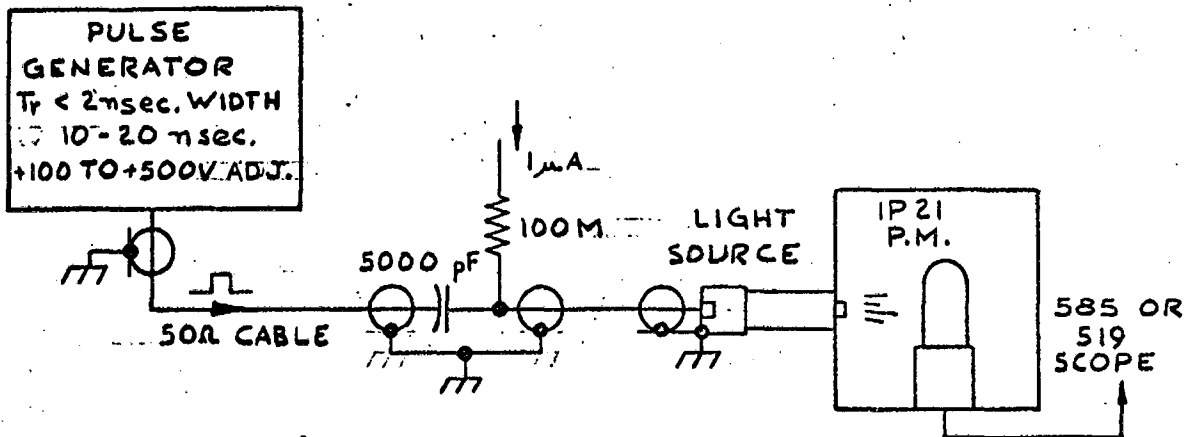 PULSE
GENERATOR
Tr < 2nsec. WIDTH
10-20 nsec.
+100 TO +500V ADJ.
1μA
100M
LIGHT
SOURCE
1P21
P.M.
5000 pF
50Ω CABLE
585 OR
519
SCOPE